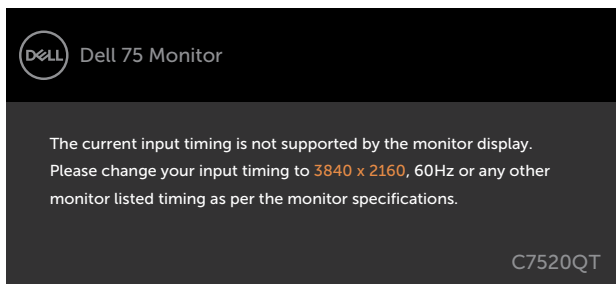 DELL Dell 75 Monitor
The current input timing is not supported by the monitor display.
Please change your input timing to 3840 x 2160, 60Hz or any other
monitor listed timing as per the monitor specifications.
C7520QT